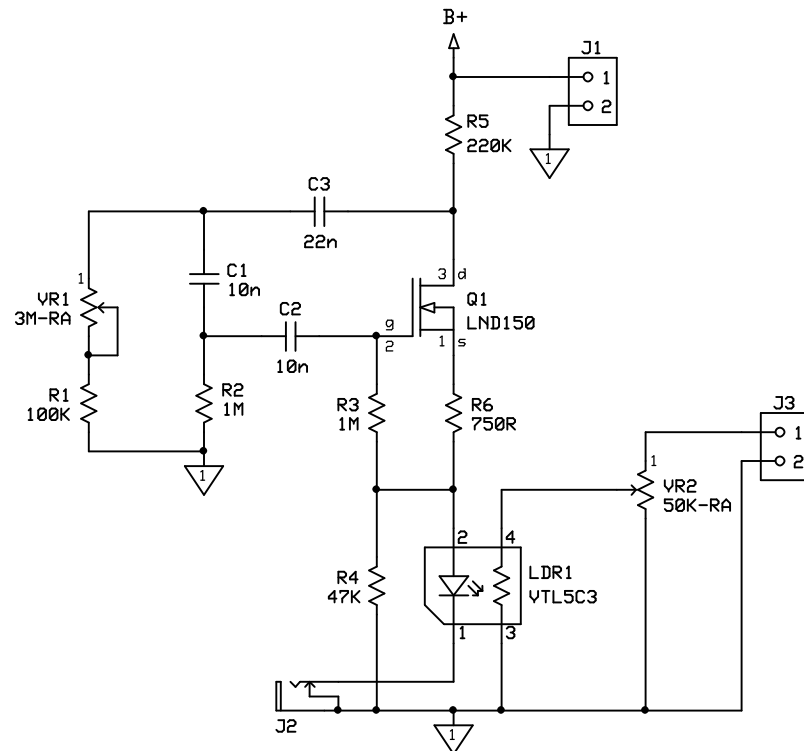 B+
J1
1
2
R5
220K
1
C3
22n
1
VR1
3M-RA
C1
10n
C2
10n
3 d
Q1
LND150
g
2
1 s
R1
100K
R2
1M
R3
1M
R6
750R
1
J3
1
2
1
VR2
50K-RA
2
4
R4
47K
LDR1
VTL5C3
1
3
J2
1